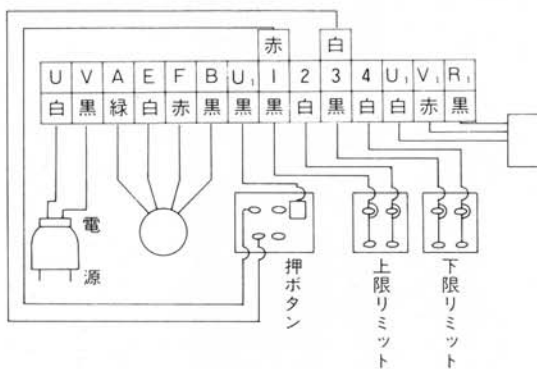 赤 白
U V A E F B U₁ 1 2 3 4 U₁ V₁ R₁
白 黒 緑 白 赤 黒 黒 黒 白 黒 白 白 赤 黒
電源
押ボタン
上限リミット
下限リミット